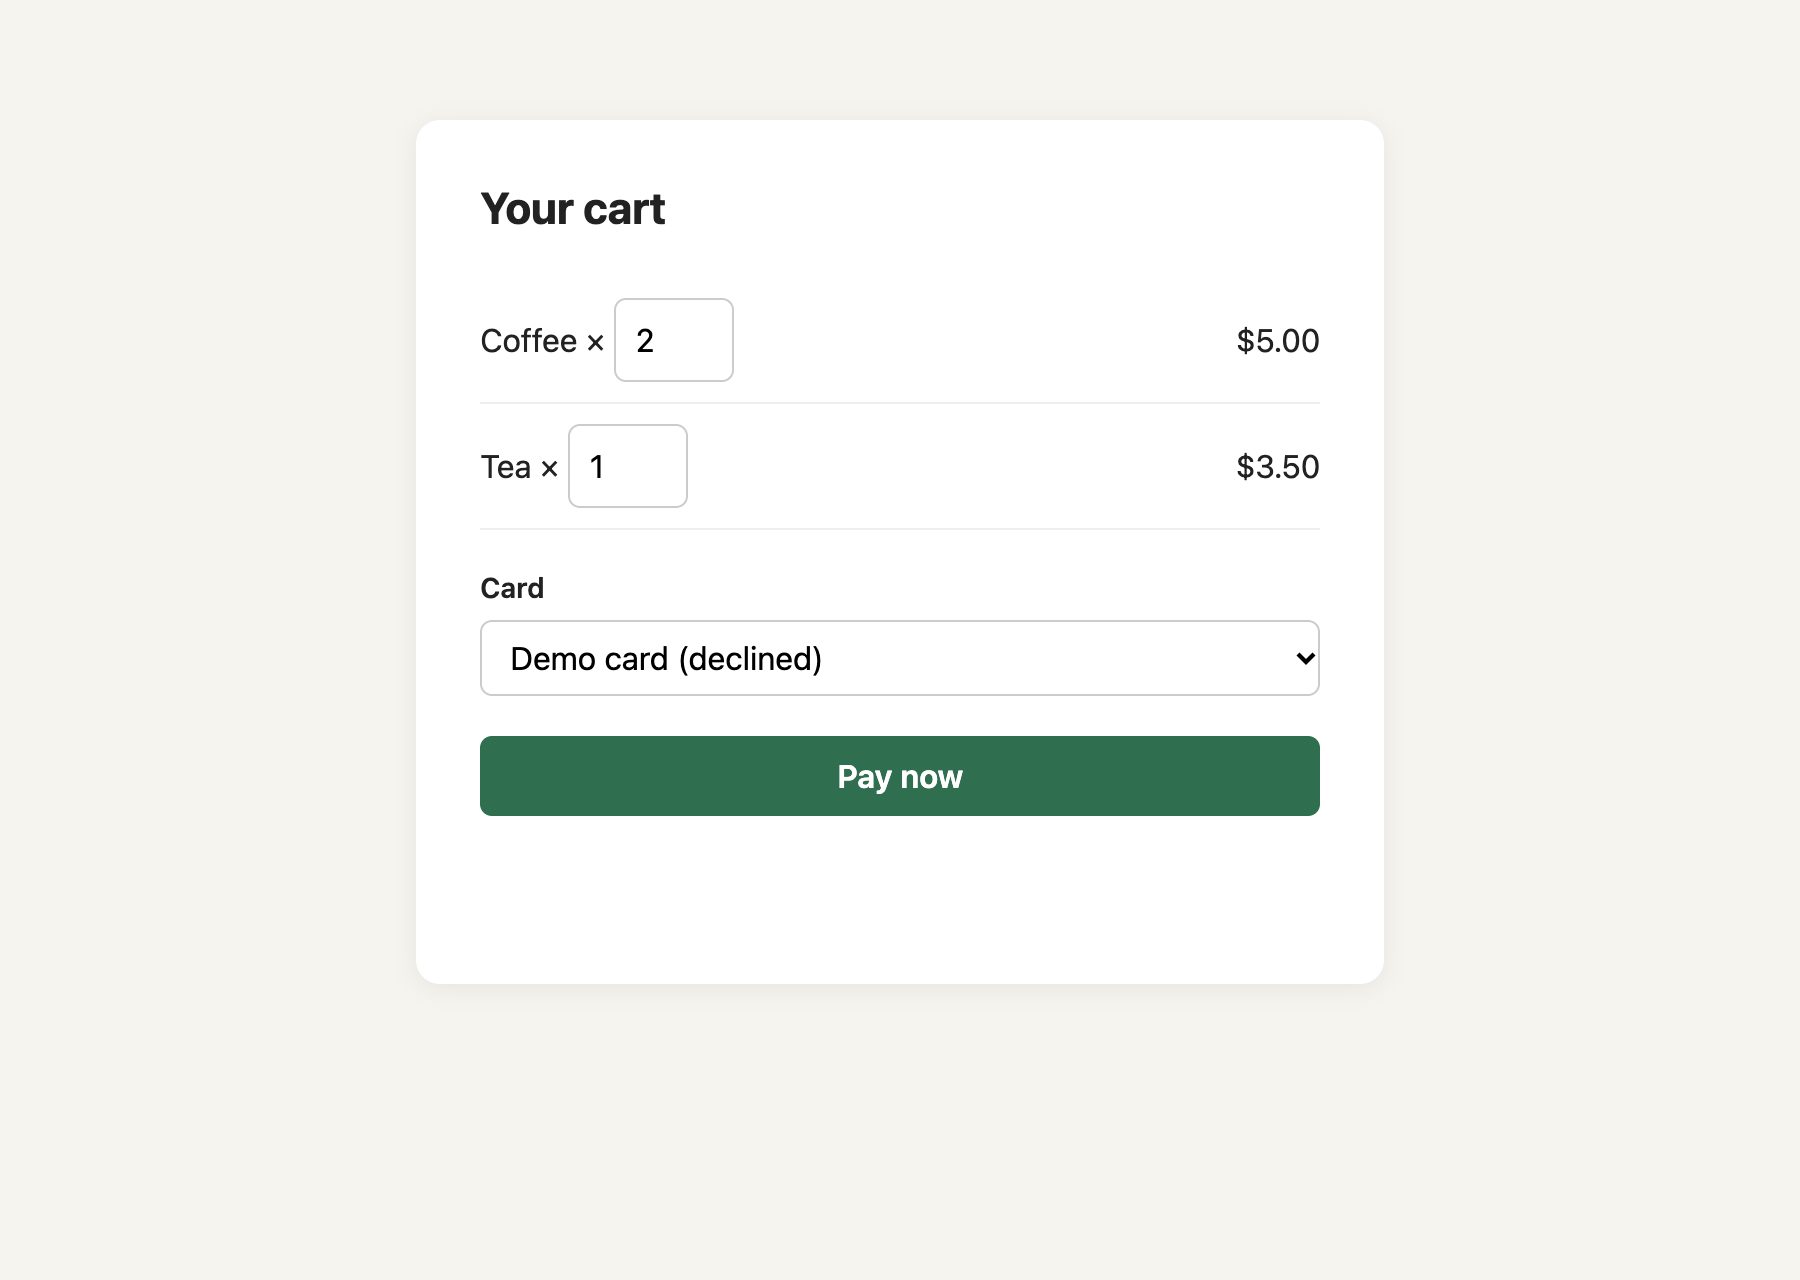 Your cart
Coffee × 2 $5.00
Tea × 1 $3.50
Card
Demo card (declined)
Pay now